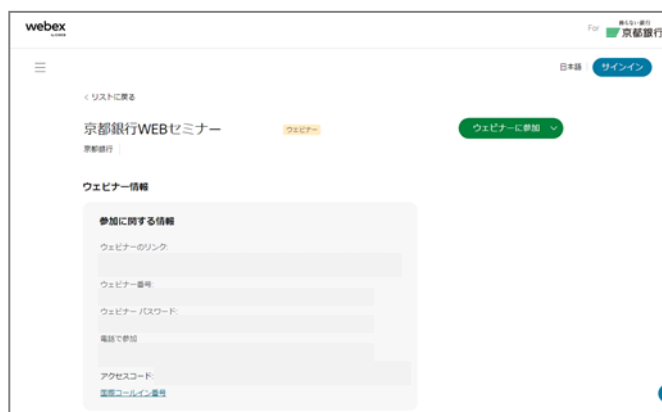 webex
For
京都銀行
日本語
サインイン
< リストに戻る
京都銀行WEBセミナー
ウェビナー
ウェビナーに参加
京都銀行
ウェビナー情報
参加に関する情報
ウェビナーのリンク:
ウェビナー番号:
ウェビナー パスワード:
電話で参加
アクセスコード:
国際コールイン番号